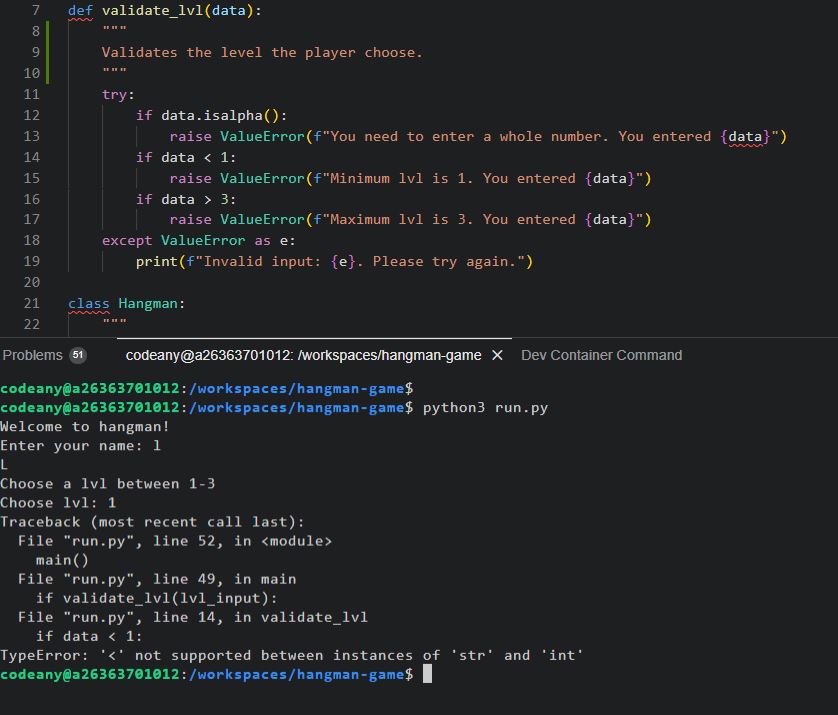 7 def validate_lvl(data):
8 """
9 Validates the level the player choose.
10 """
11 try:
12 if data.isalpha():
13 raise ValueError(f"You need to enter a whole number. You entered {data}")
14 if data < 1:
15 raise ValueError(f"Minimum lvl is 1. You entered {data}")
16 if data > 3:
17 raise ValueError(f"Maximum lvl is 3. You entered {data}")
18 except ValueError as e:
19 print(f"Invalid input: {e}. Please try again.")
20
21 class Hangman:
22 """
Problems 51 codeany@a26363701012: /workspaces/hangman-game × Dev Container Command
codeany@a26363701012:/workspaces/hangman-game$
codeany@a26363701012:/workspaces/hangman-game$ python3 run.py
Welcome to hangman!
Enter your name: l
L
Choose a lvl between 1-3
Choose lvl: 1
Traceback (most recent call last):
File "run.py", line 52, in <module>
main()
File "run.py", line 49, in main
if validate_lvl(lvl_input):
File "run.py", line 14, in validate_lvl
if data < 1:
TypeError: '<' not supported between instances of 'str' and 'int'
codeany@a26363701012:/workspaces/hangman-game$